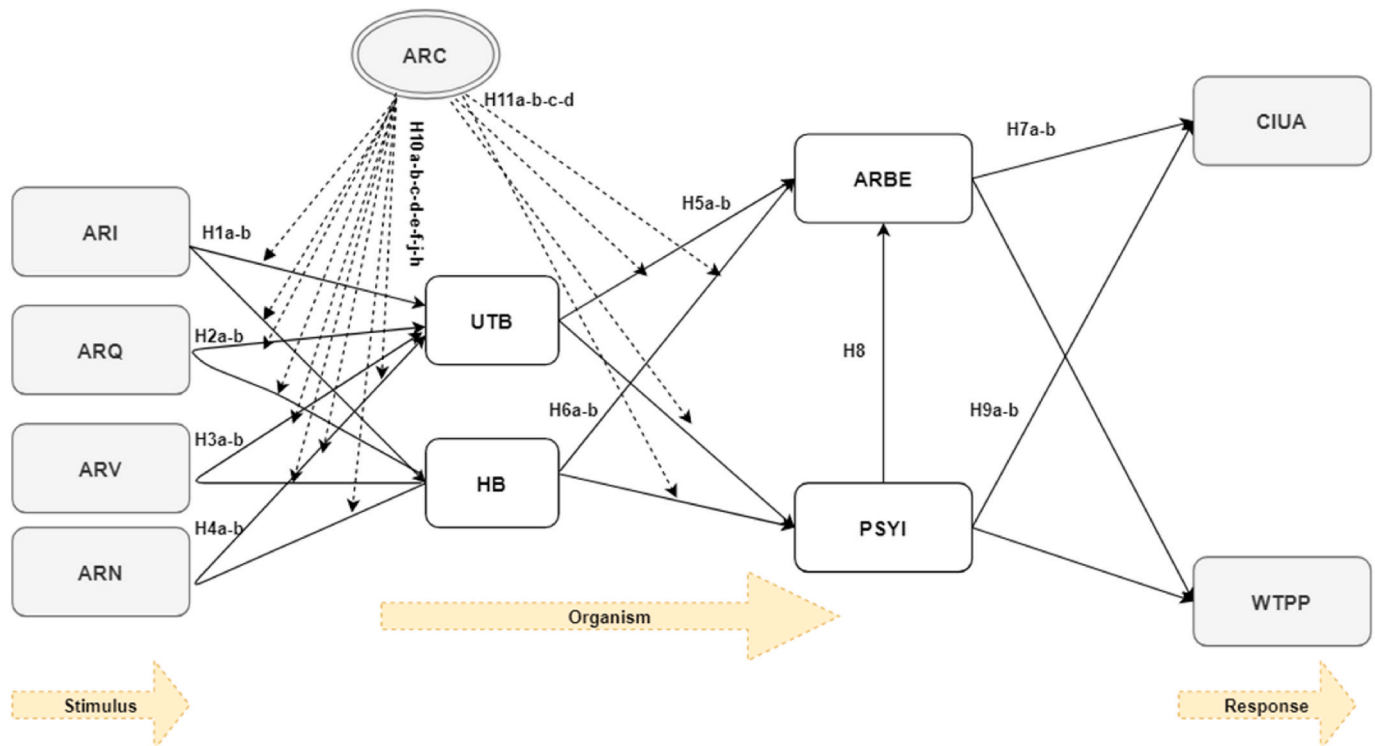 ARC
H11a-b-c-d
H10a-b-c-d-e-f-j-h
CIUA
H7a-b
ARBE
ARI
H1a-b
H5a-b
UTB
ARQ
H2a-b
H8
H6a-b
H9a-b
ARV
H3a-b
HB
PSYI
H4a-b
ARN
WTPP
Organism
Stimulus
Response